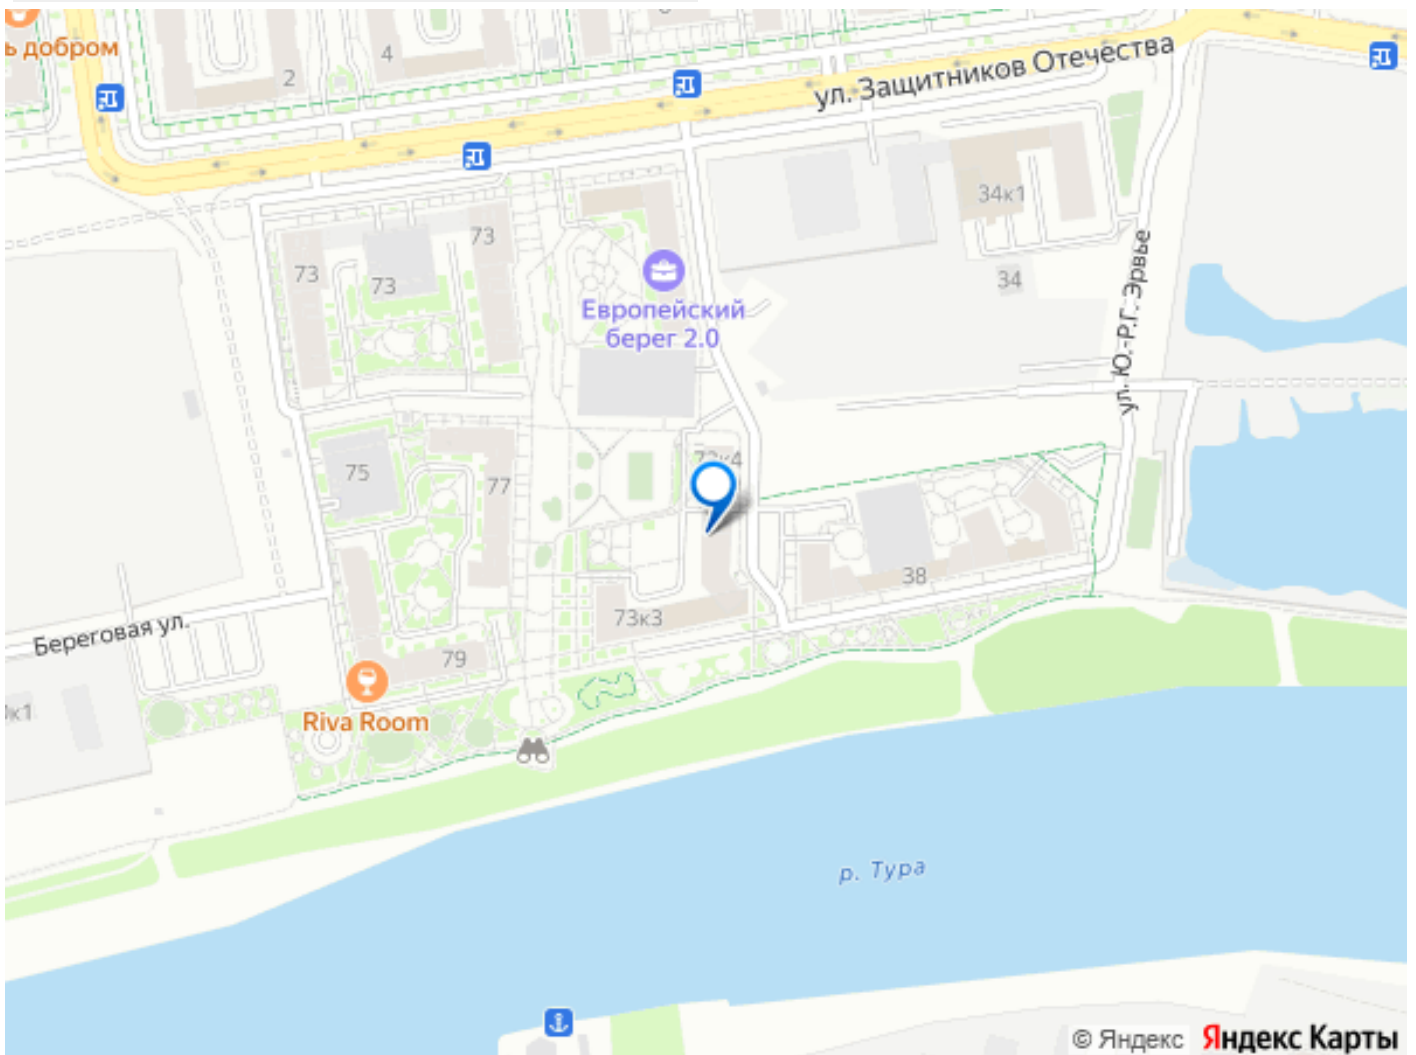 ь добром
2
4
ул. Защитников Отечества
34к1
34
73
73
73
Европейский
берег 2.0
ул. Ю.-Р.Г. Эрвье
75
77
38
73к3
79
Береговая ул.
Riva Room
р. Тура
© Яндекс Яндекс Карты